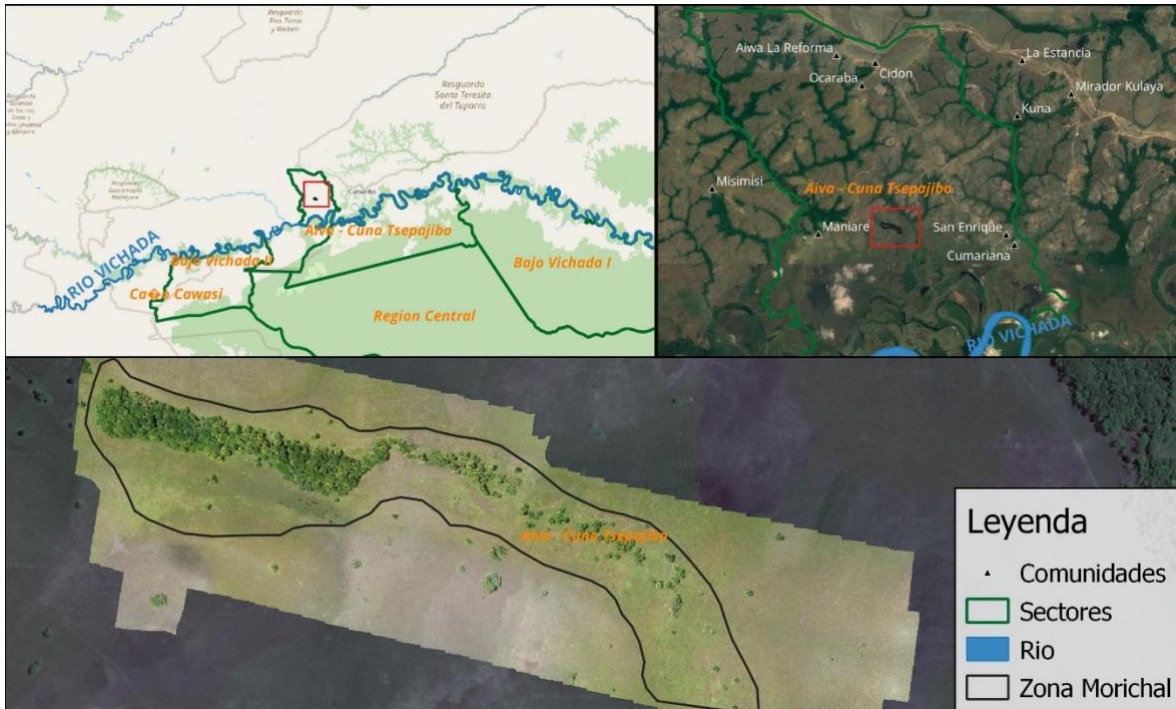 Resguardo
Santa Teresita
del Tuparro
Aiva - Cuna Tsepajibo
Bajo Vichada II
Bajo Vichada I
RIO VICHADA
Region Central
Aiwa La Reforma
Cidon
Ocaraba
La Estancia
Mirador Kulaya
Kuna
Misimisi
Aiva - Cuna Tsepajibo
Maniare
San Enrique
Cumariana
RIO VICHADA
Aiva - Cuna Tsepajibo
Leyenda
Comunidades
Sectores
Rio
Zona Morichal